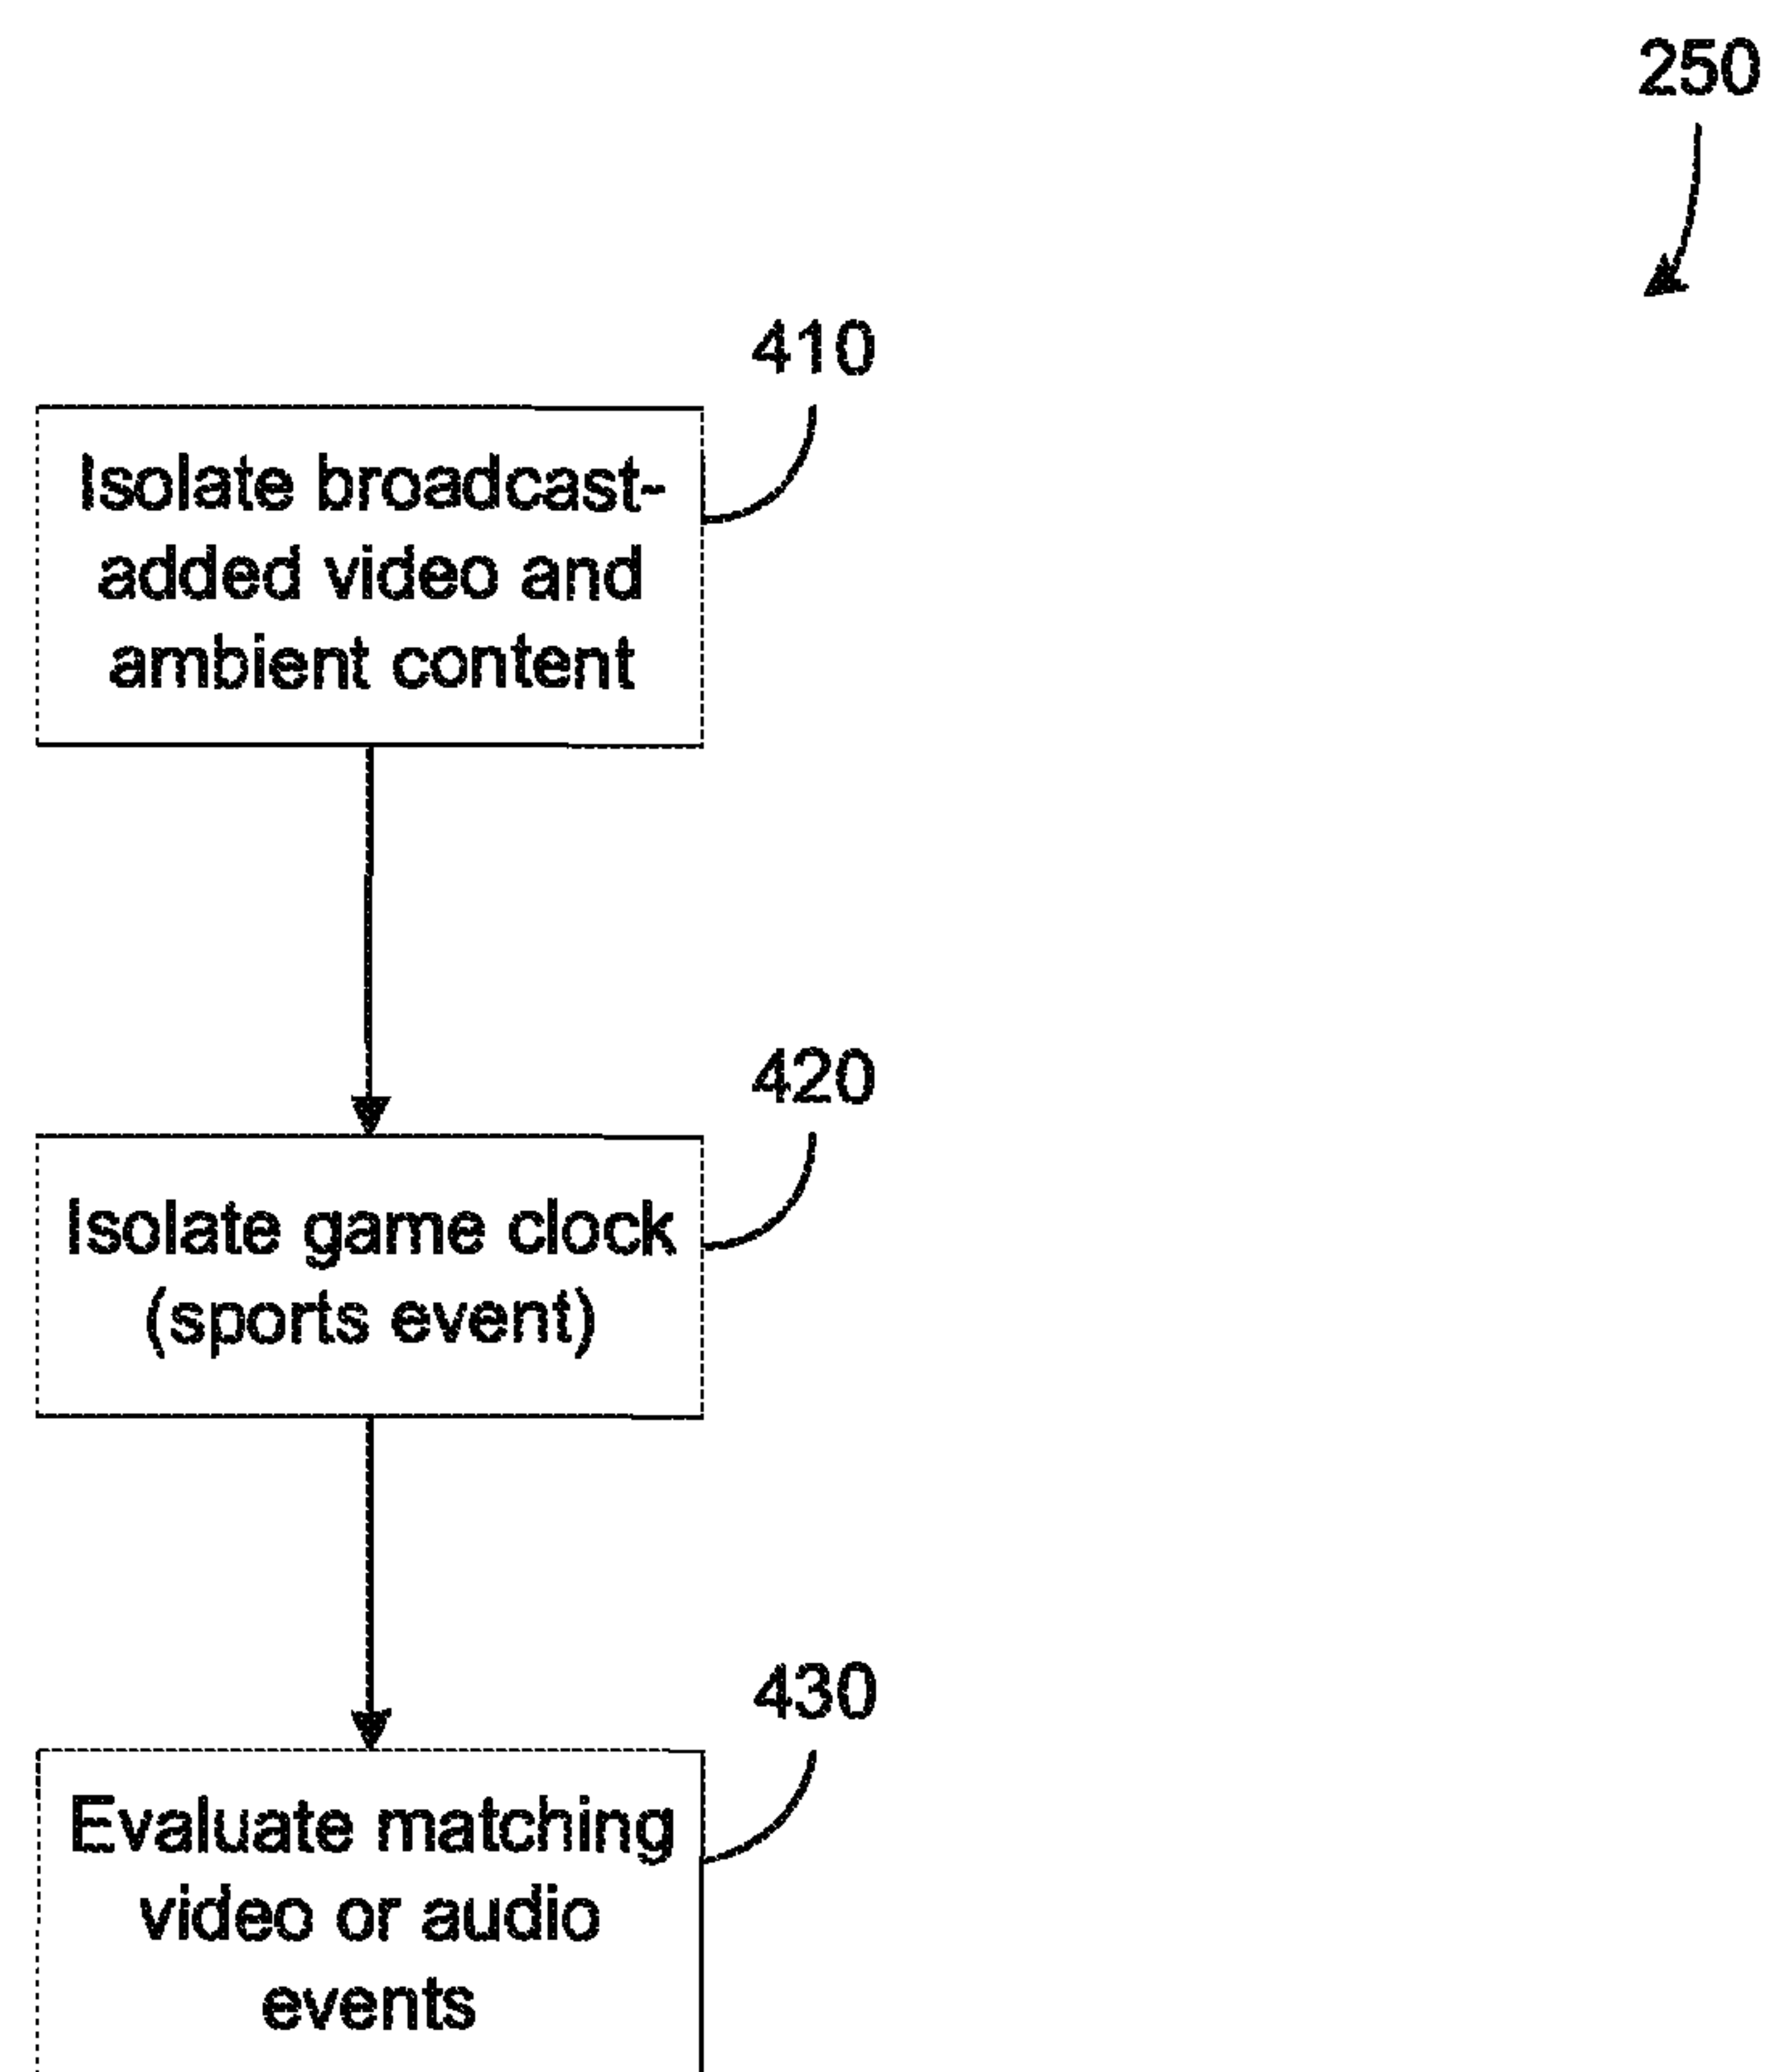 250
410
Isolate broadcast-
added video and
ambient content
420
Isolate game clock
(sports event)
430
Evaluate matching
video or audio
events